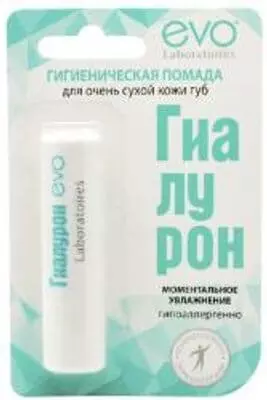 evo
Laboratoires
ГИГИЕНИЧЕСКАЯ ПОМАДА
для очень сухой кожи губ
Гиа
лу
рон
МОМЕНТАЛЬНОЕ
УВЛАЖНЕНИЕ
гипоаллергенно
Гиалурон evo
Laboratoires